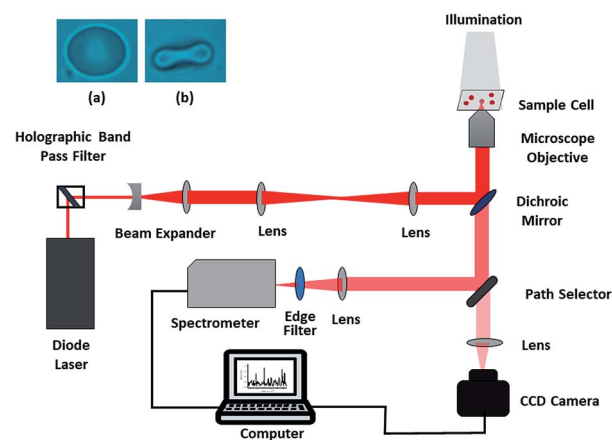 Illumination
(a)
(b)
Sample Cell
Holographic Band
Pass Filter
Microscope
Objective
Dichroic
Mirror
Beam Expander
Lens
Lens
Spectrometer
Edge
Filter
Lens
Path Selector
Diode
Laser
Lens
CCD Camera
Computer